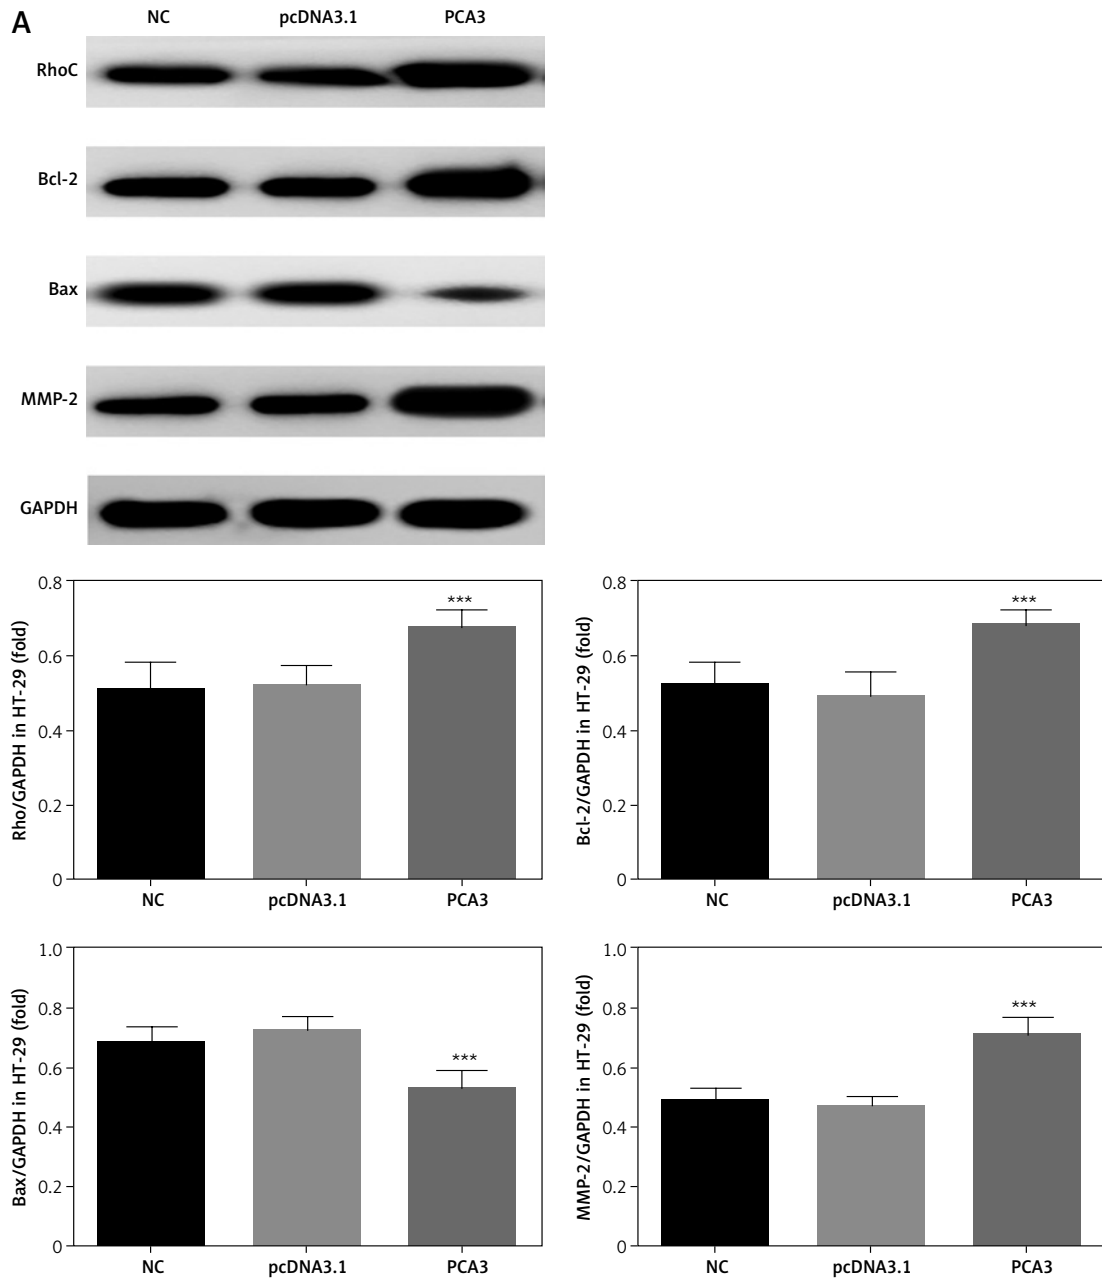 A
NC pcDNA3.1 PCA3
RhoC
Bcl-2
Bax
MMP-2
GAPDH
Rho/GAPDH in HT-29 (fold)
0.8
0.6
0.4
0.2
0
***
NC pcDNA3.1 PCA3
Bcl-2/GAPDH in HT-29 (fold)
0.8
0.6
0.4
0.2
0
***
NC pcDNA3.1 PCA3
Bax/GAPDH in HT-29 (fold)
1.0
0.8
0.6
0.4
0.2
0
***
NC pcDNA3.1 PCA3
MMP-2/GAPDH in HT-29 (fold)
1.0
0.8
0.6
0.4
0.2
0
***
NC pcDNA3.1 PCA3